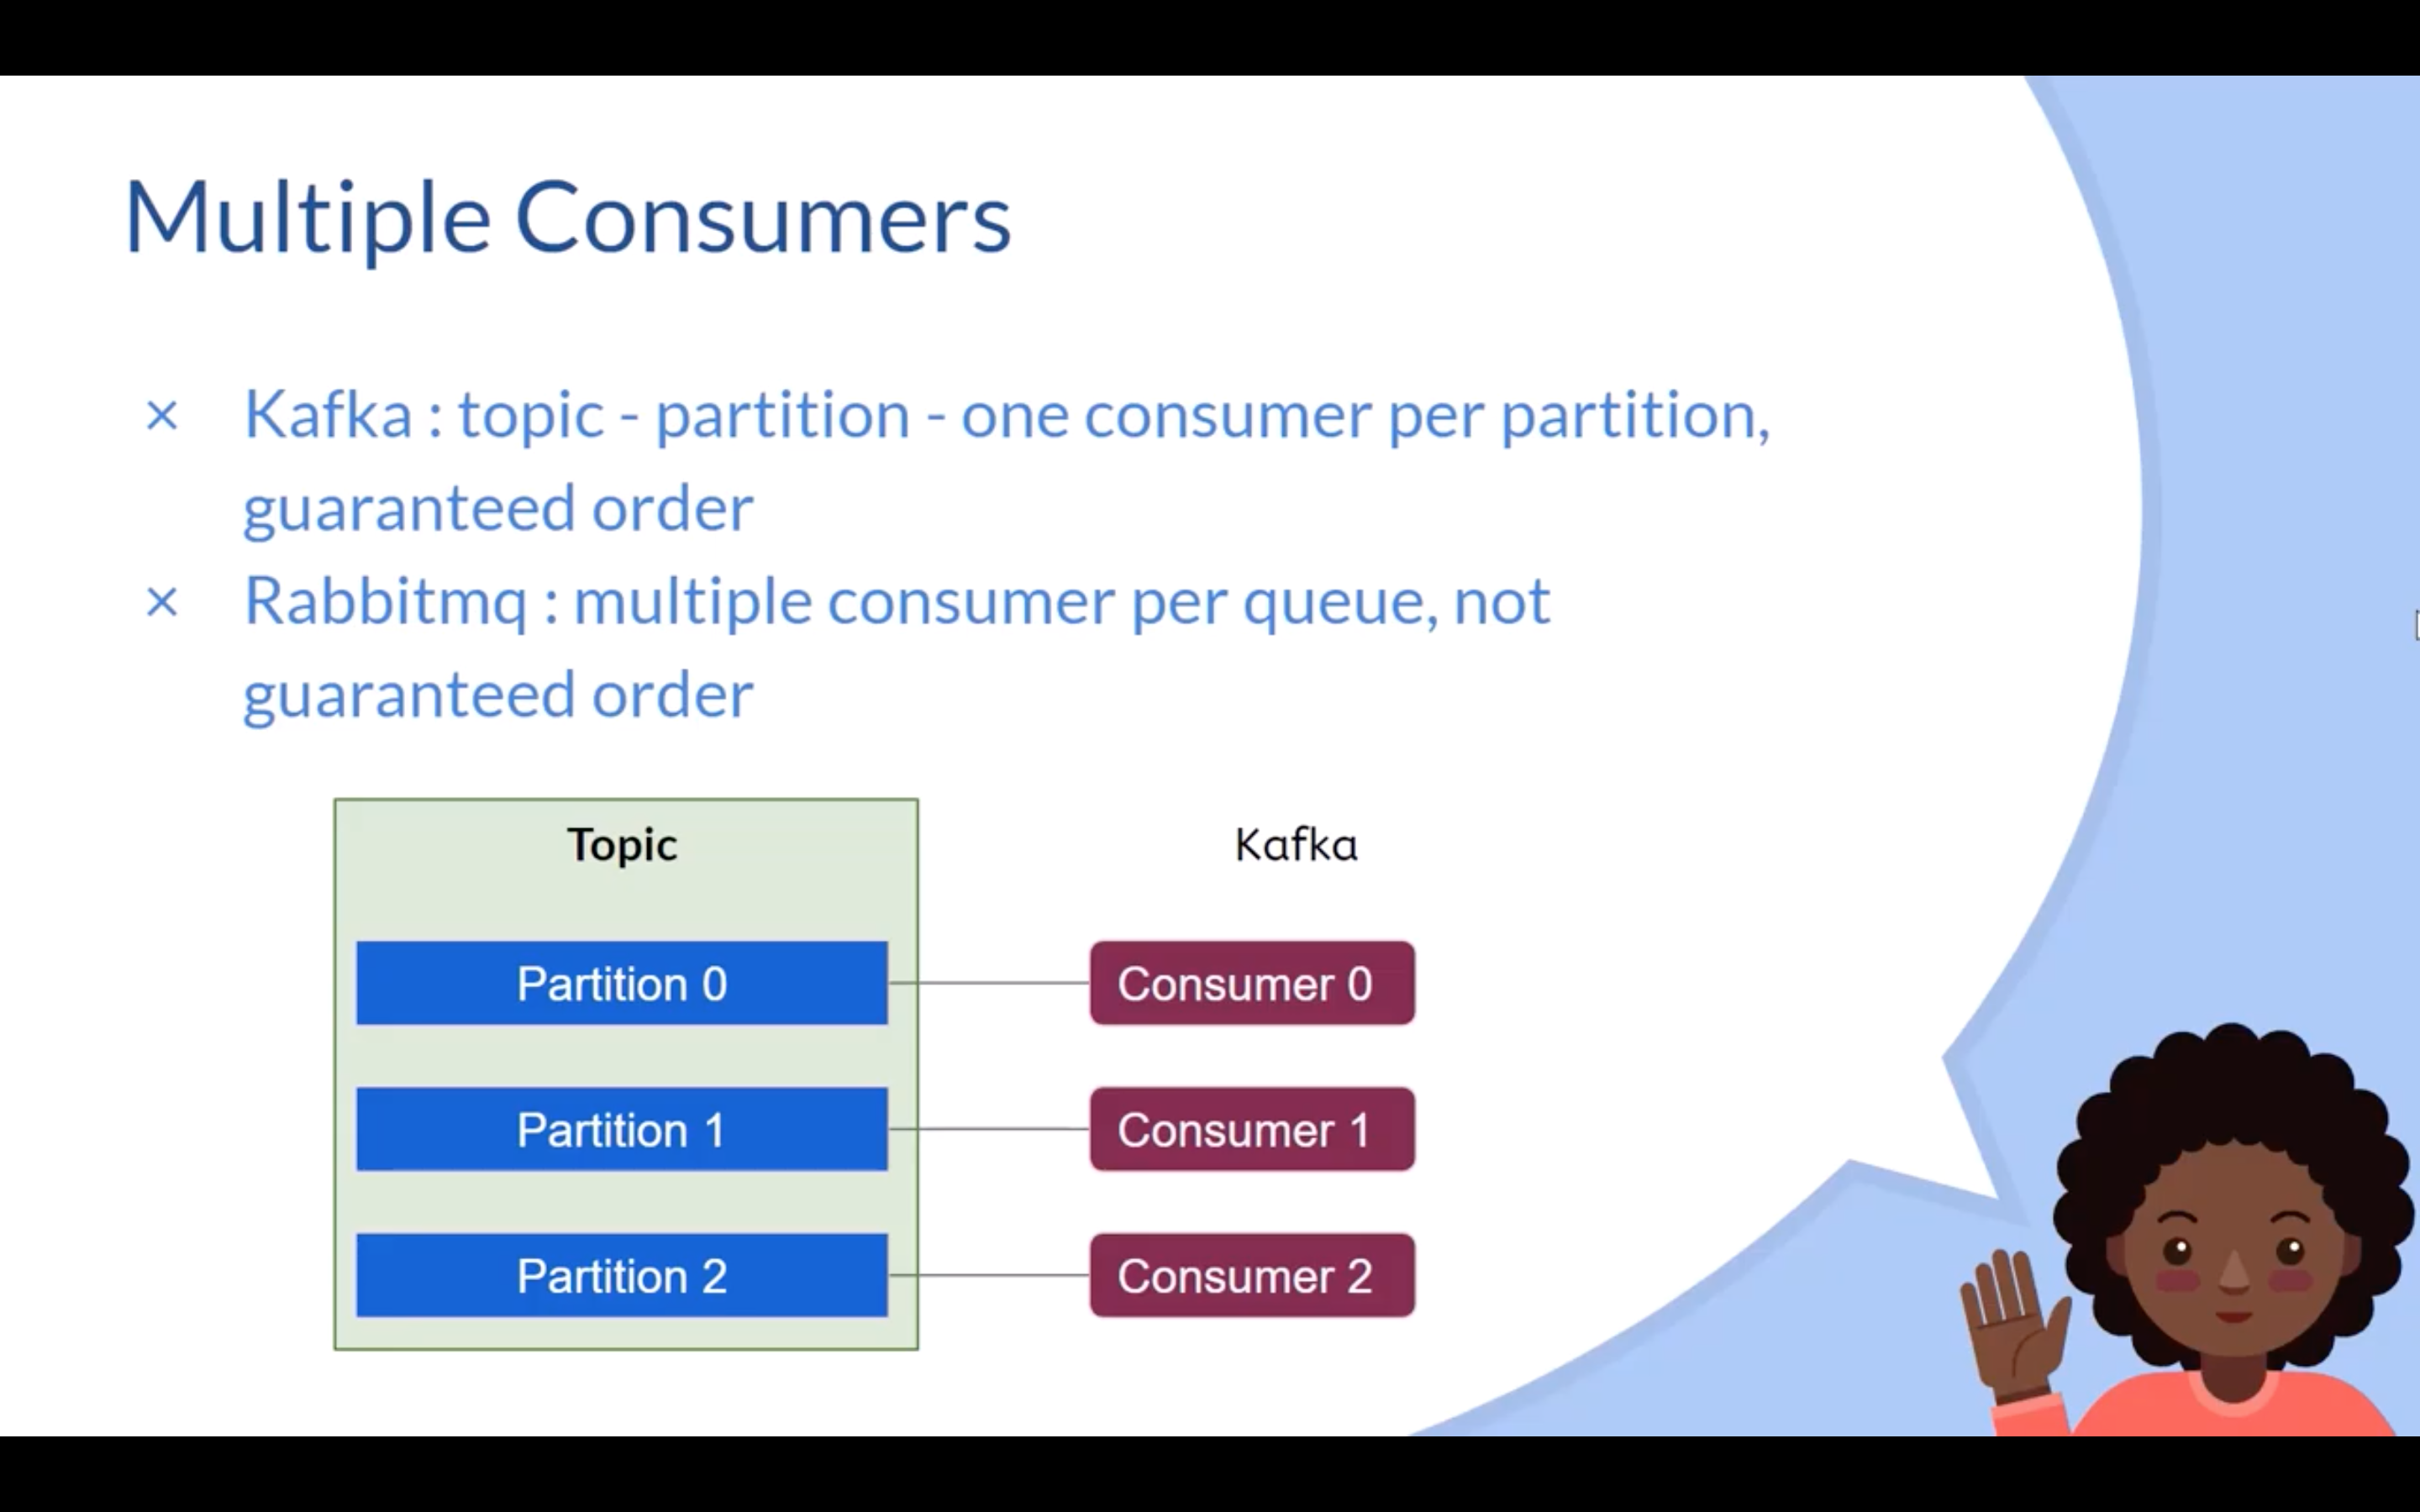 Multiple Consumers
× Kafka : topic - partition - one consumer per partition,
guaranteed order
× Rabbitmq : multiple consumer per queue, not
guaranteed order
Topic
Kafka
Partition 0
Consumer 0
Partition 1
Consumer 1
Partition 2
Consumer 2